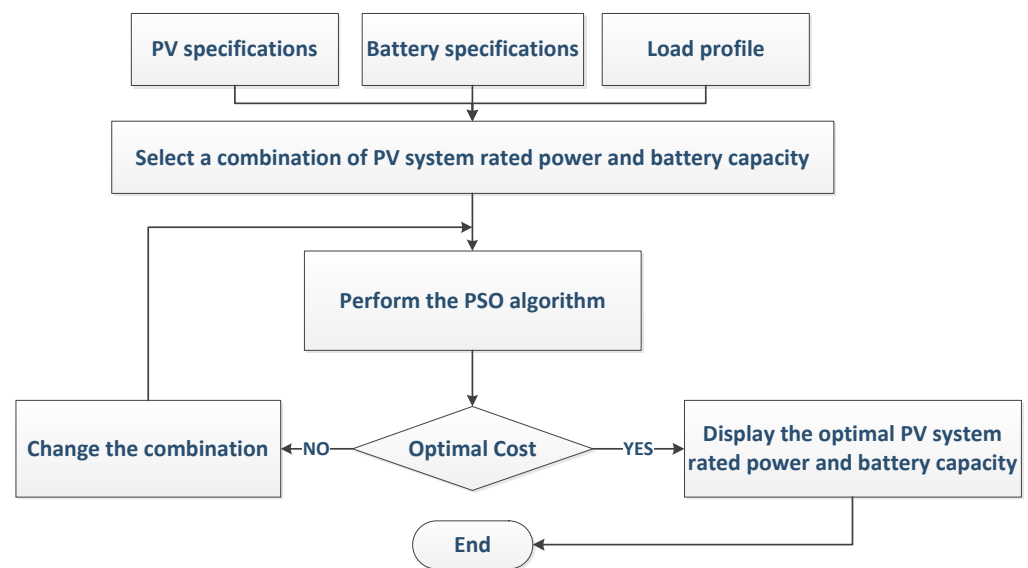 PV specifications
Battery specifications
Load profile
Select a combination of PV system rated power and battery capacity
Perform the PSO algorithm
Change the combination
NO
Optimal Cost
YES
Display the optimal PV system
rated power and battery capacity
End